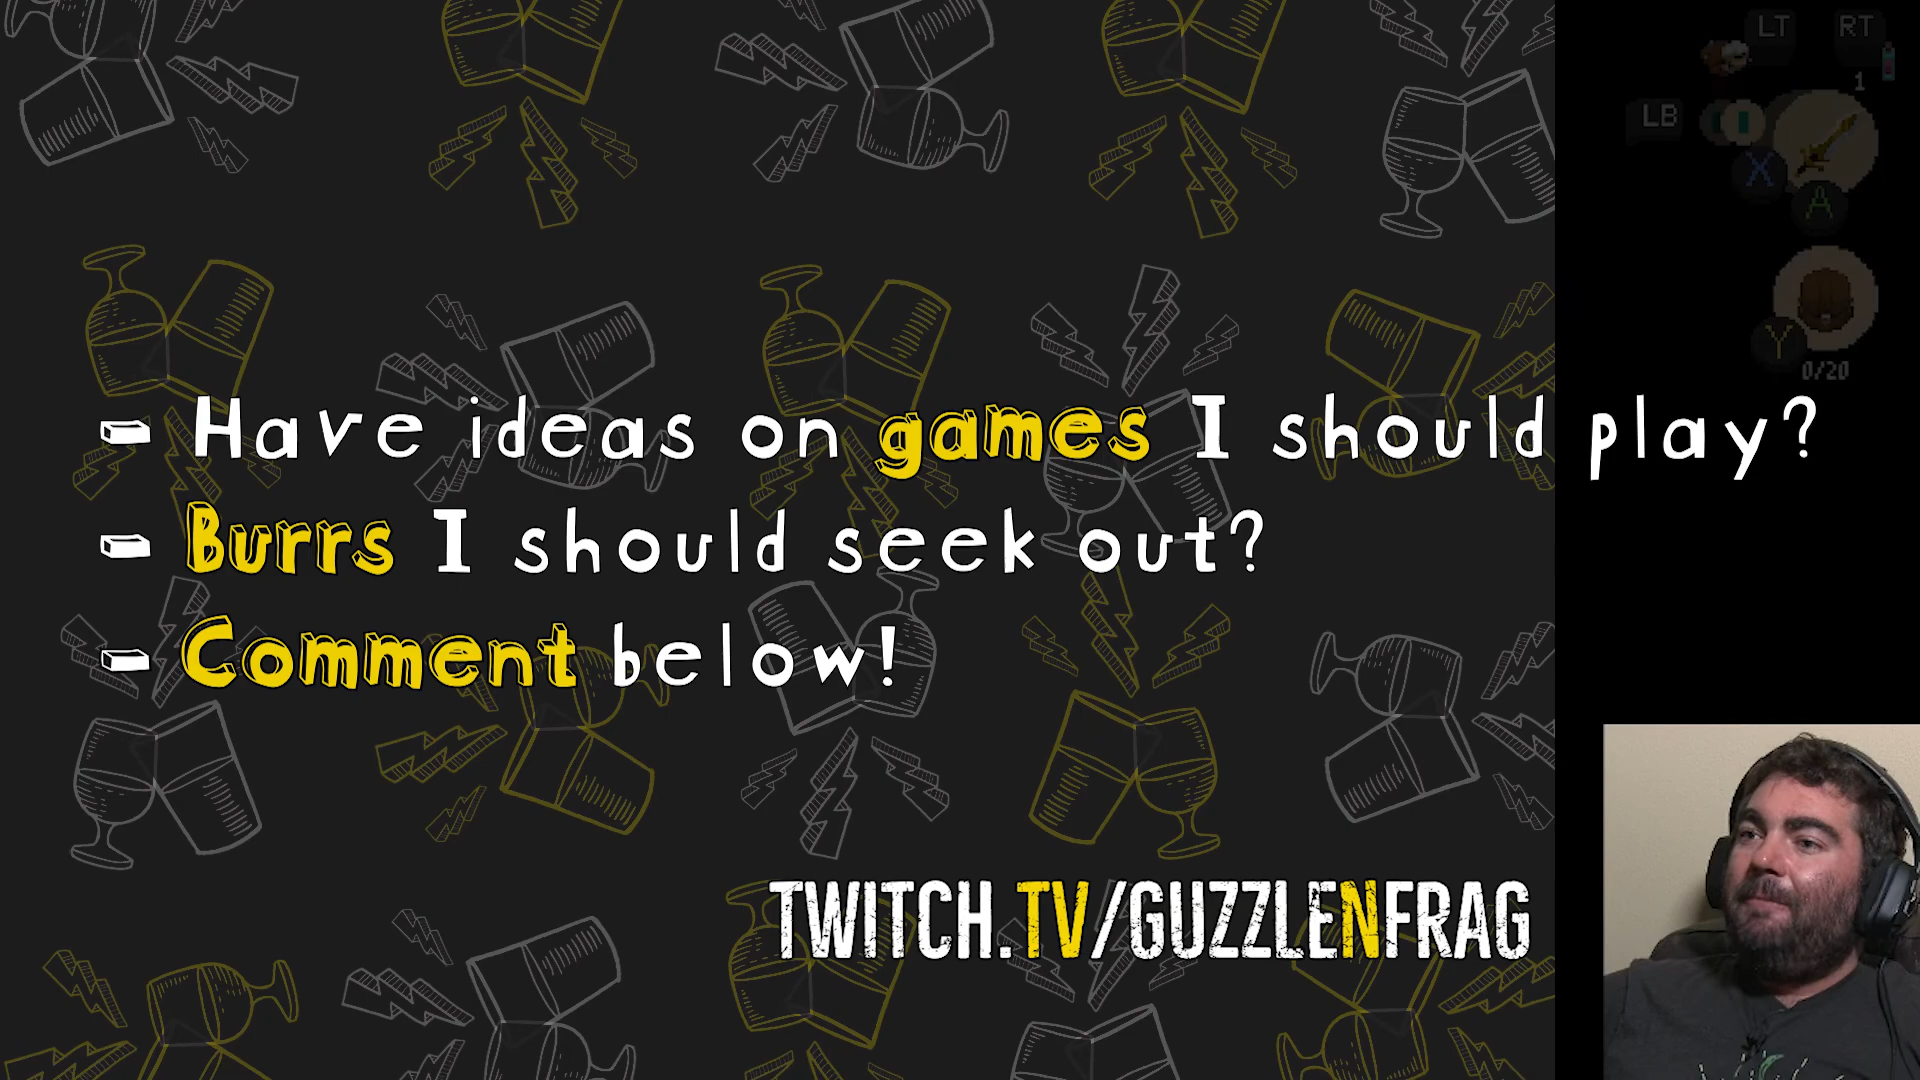 LT RT
1
LB
X
A
Y
0/20
- Have ideas on games I should play?
- Burrs I should seek out?
- Comment below!
TWITCH.TV/GUZZLENFRAG